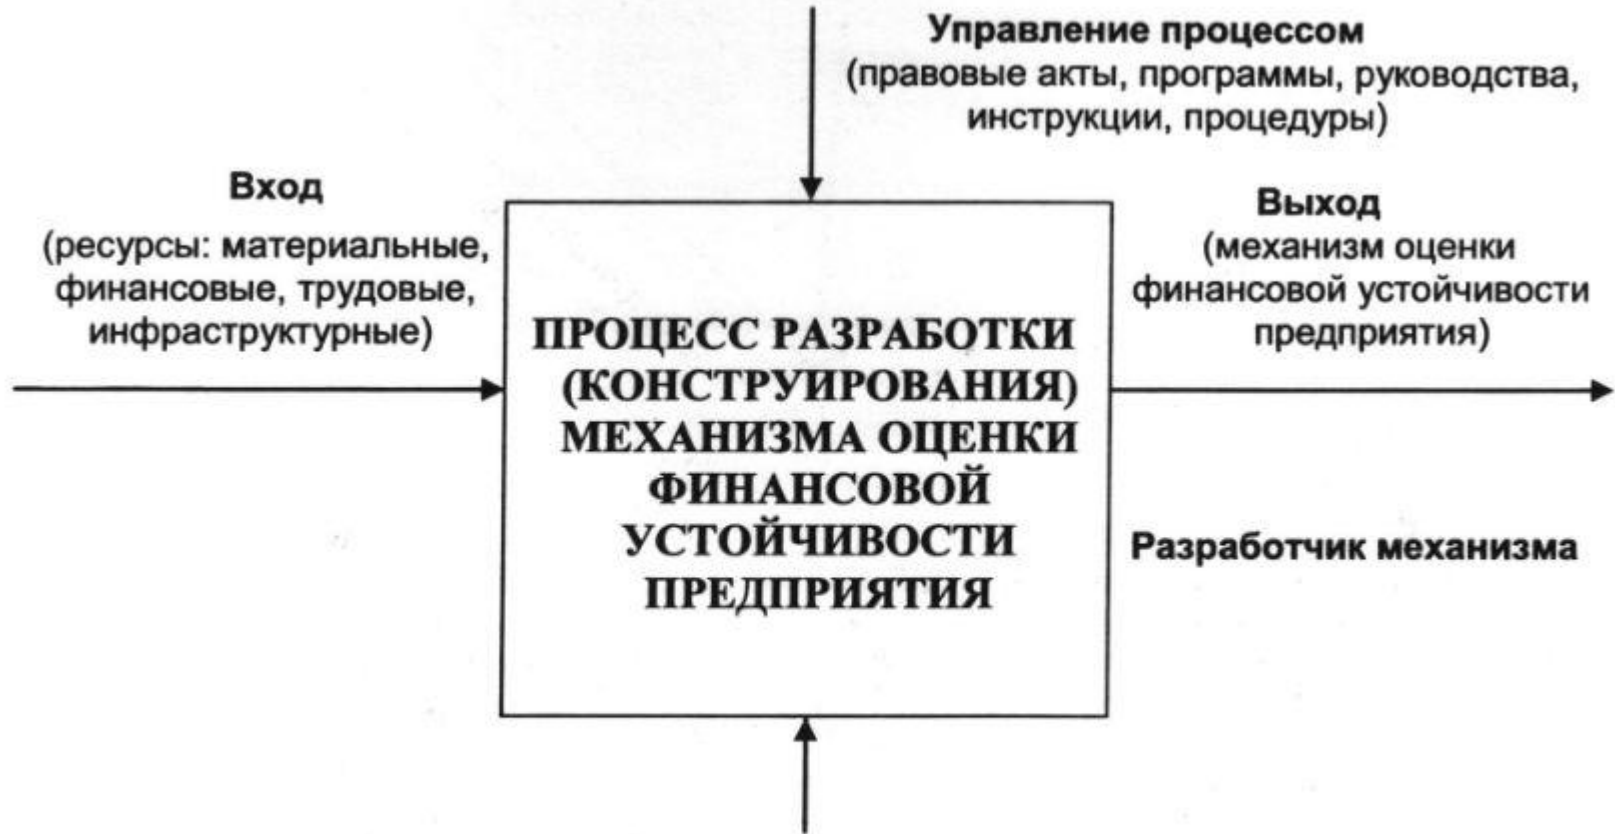 Управление процессом
(правовые акты, программы, руководства,
инструкции, процедуры)
Вход
(ресурсы: материальные,
финансовые, трудовые,
инфраструктурные)
Выход
(механизм оценки
финансовой устойчивости
предприятия)
ПРОЦЕСС РАЗРАБОТКИ
(КОНСТРУИРОВАНИЯ)
МЕХАНИЗМА ОЦЕНКИ
ФИНАНСОВОЙ
УСТОЙЧИВОСТИ
ПРЕДПРИЯТИЯ
Разработчик механизма